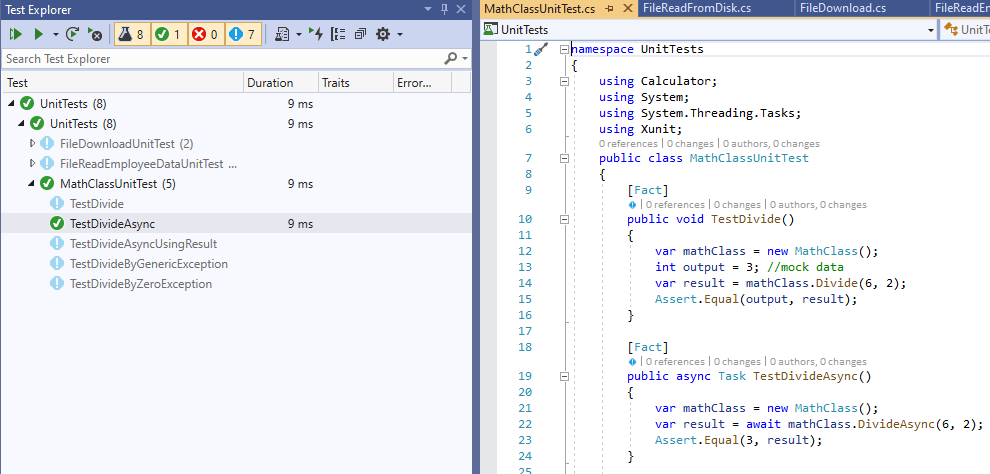 Test Explorer
8 1 0 7
Search Test Explorer
Test Duration Traits Error...
UnitTests (8) 9 ms
UnitTests (8) 9 ms
FileDownloadUnitTest (2)
FileReadEmployeeDataUnitTest ...
MathClassUnitTest (5) 9 ms
TestDivide
TestDivideAsync 9 ms
TestDivideAsyncUsingResult
TestDivideByGenericException
TestDivideByZeroException
MathClassUnitTest.cs FileReadFromDisk.cs FileDownload.cs FileReadEm
UnitTests UnitT
1 namespace UnitTests
2 {
3 using Calculator;
4 using System;
5 using System.Threading.Tasks;
6 using Xunit;
0 references | 0 changes | 0 authors, 0 changes
7 public class MathClassUnitTest
8 {
9 [Fact]
| 0 references | 0 changes | 0 authors, 0 changes
10 public void TestDivide()
11 {
12 var mathClass = new MathClass();
13 int output = 3; //mock data
14 var result = mathClass.Divide(6, 2);
15 Assert.Equal(output, result);
16 }
17
18 [Fact]
| 0 references | 0 changes | 0 authors, 0 changes
19 public async Task TestDivideAsync()
20 {
21 var mathClass = new MathClass();
22 var result = await mathClass.DivideAsync(6, 2);
23 Assert.Equal(3, result);
24 }
25